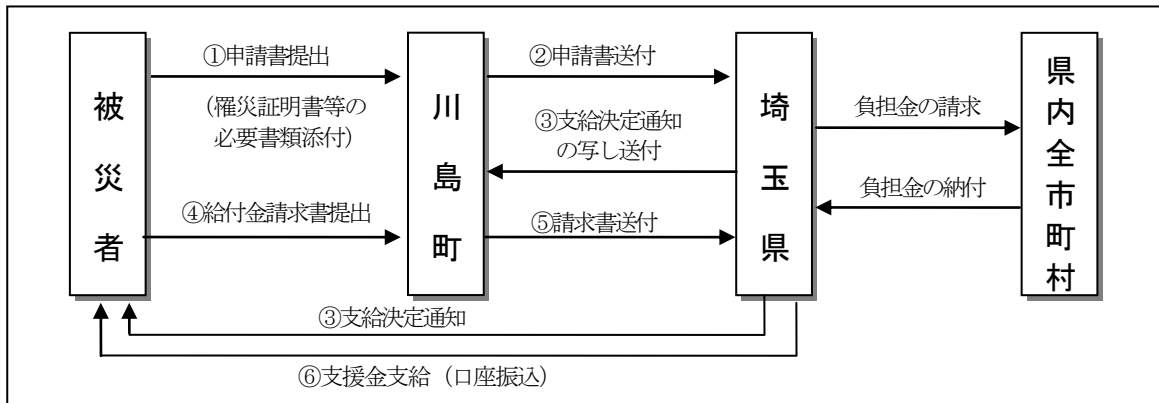 被災者
①申請書提出
(罹災証明書等の
必要書類添付)
④給付金請求書提出
川島町
②申請書送付
③支給決定通知
の写し送付
⑤請求書送付
埼玉県
負担金の請求
負担金の納付
県内全市町村
③支給決定通知
⑥支援金支給（口座振込）